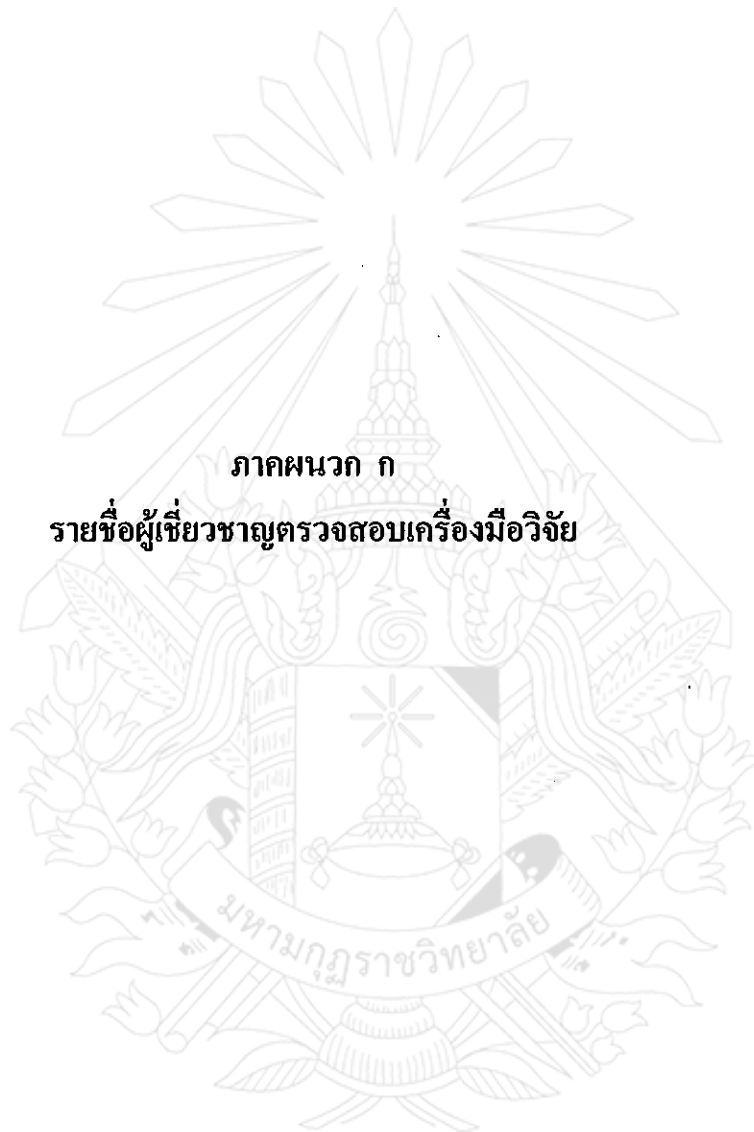 ภาคผนวก ก
รายชื่อผู้เชี่ยวชาญตรวจสอบเครื่องมือวิจัย
มหามกุฏราชวิทยาลัย